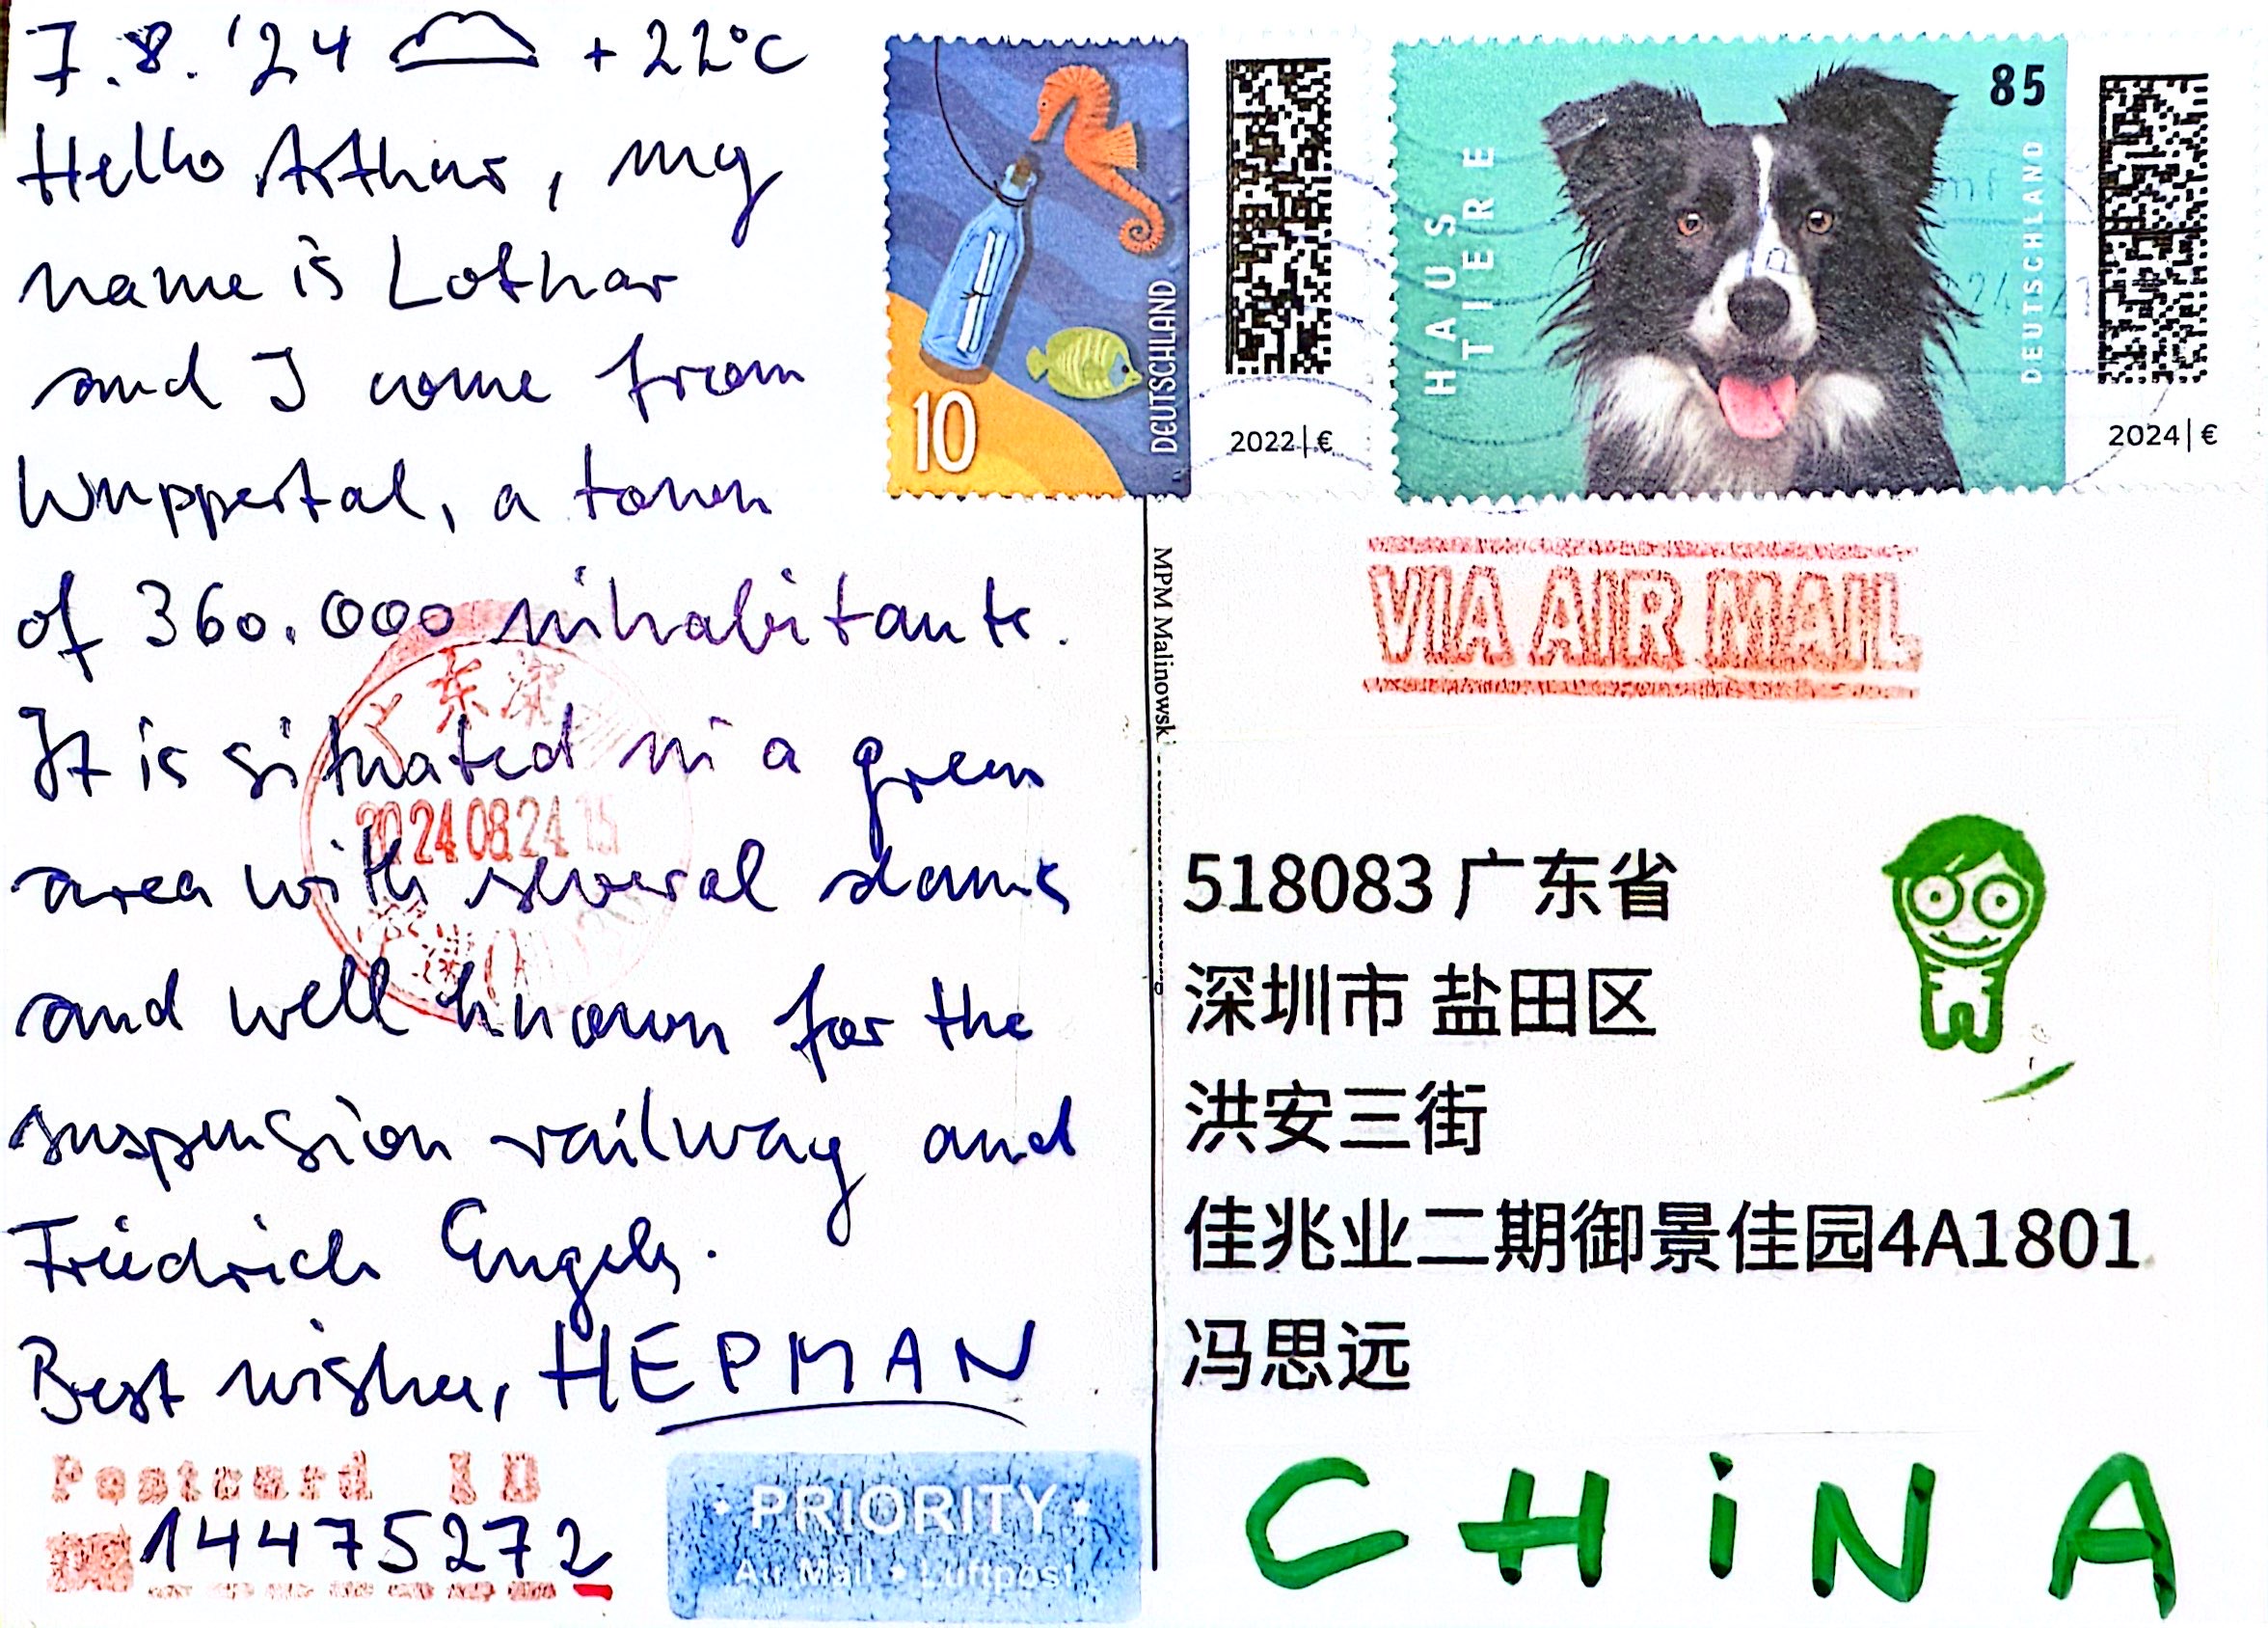 7.8.'24 +22°C
Hello Arthur, my
name is Lothar
and I come from
Wuppertal, a town
of 360.000 inhabitants.
It is situated in a green
area with several dams
and well known for the
suspension railway and
Friedrich Engels.
Best wishes, HEPMAN
Postcard ID
14475272
PRIORITY
Air Mail • Luftpost
10
DEUTSCHLAND
2022|€
HAUS
TIERE
85
DEUTSCHLAND
2024|€
VIA AIR MAIL
MPM Malinowsk
东深
2024.08.24 15
518083 广东省
深圳市 盐田区
洪安三街
佳兆业二期御景佳园4A1801
冯思远
CHiNA